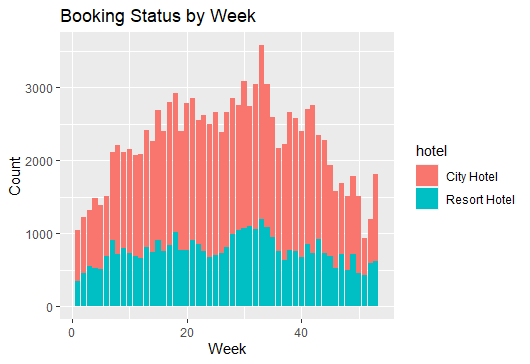 Booking Status by Week
Count
3000
2000
1000
0
0
20
40
Week
hotel
City Hotel
Resort Hotel